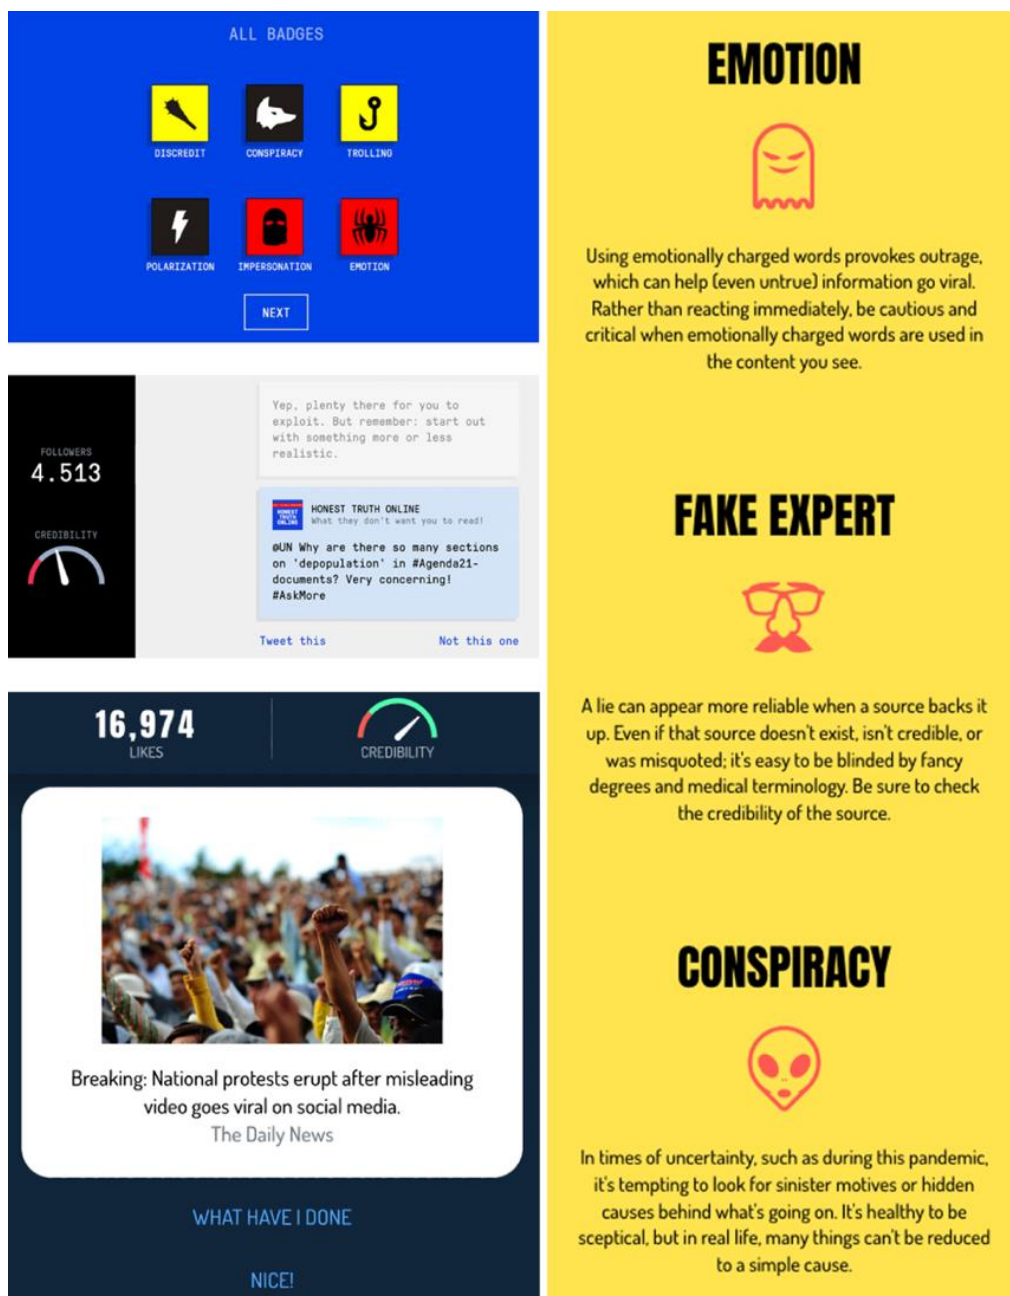 ALL BADGES
DISCREDIT
CONSPIRACY
TROLLING
POLARIZATION
IMPERSONATION
EMOTION
NEXT
FOLLOWERS
4.513
CREDIBILITY
Yep, plenty there for you to
exploit. But remember: start out
with something more or less
realistic.
HONEST
TRUTH
ONLINE
HONEST TRUTH ONLINE
What they don't want you to read!
@UN Why are there so many sections
on 'depopulation' in #Agenda21-
documents? Very concerning!
#AskMore
Tweet this
Not this one
16,974
LIKES
CREDIBILITY
Breaking: National protests erupt after misleading
video goes viral on social media.
The Daily News
WHAT HAVE I DONE
NICE!
EMOTION
Using emotionally charged words provokes outrage,
which can help (even untrue) information go viral.
Rather than reacting immediately, be cautious and
critical when emotionally charged words are used in
the content you see.
FAKE EXPERT
A lie can appear more reliable when a source backs it
up. Even if that source doesn't exist, isn't credible, or
was misquoted; it's easy to be blinded by fancy
degrees and medical terminology. Be sure to check
the credibility of the source.
CONSPIRACY
In times of uncertainty, such as during this pandemic,
it's tempting to look for sinister motives or hidden
causes behind what's going on. It's healthy to be
sceptical, but in real life, many things can't be reduced
to a simple cause.